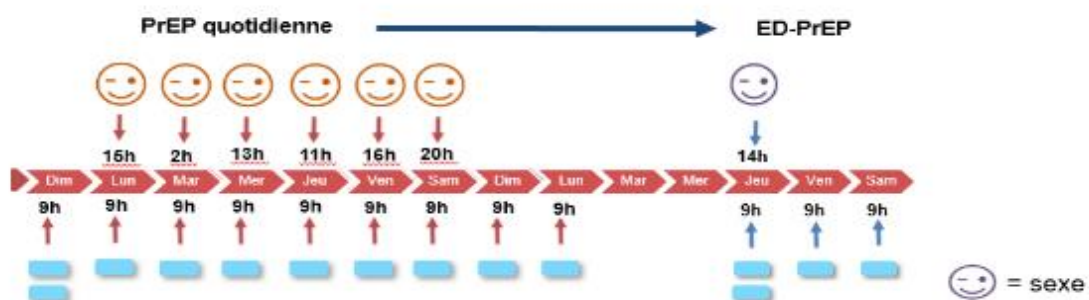 PrEP quotidienne ED-PrEP
15h 2h 13h 11h 16h 20h 14h
Dim Lun Mar Mer Jeu Ven Sam Dim Lun Mar Mer Jeu Ven Sam
9h 9h 9h 9h 9h 9h 9h 9h 9h 9h 9h 9h
= sexe